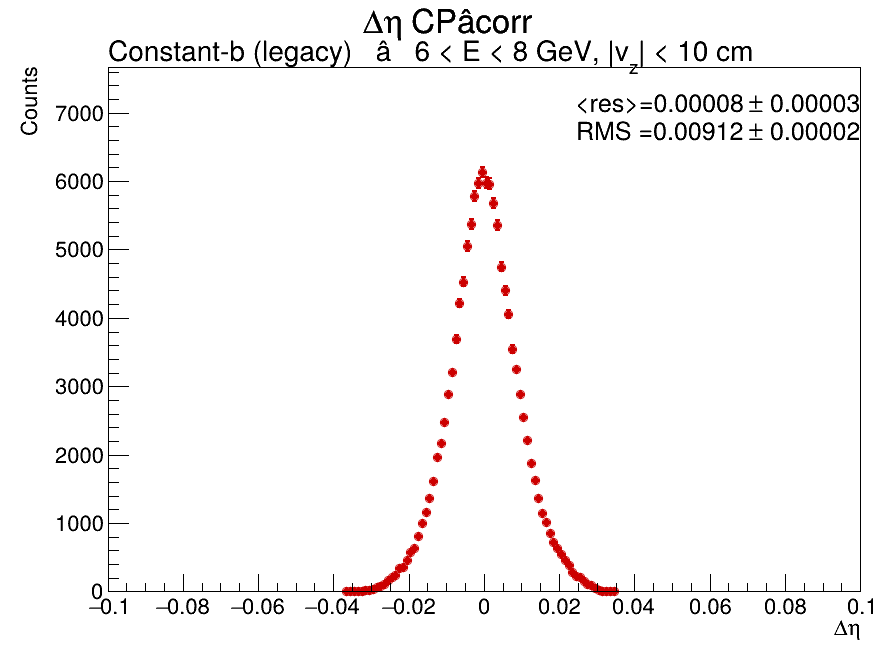 Δη CPâcorr
Constant-b (legacy) â 6 < E < 8 GeV, |v_z| < 10 cm
Counts
<res>=0.00008 ± 0.00003
RMS =0.00912 ± 0.00002
7000
6000
5000
4000
3000
2000
1000
0
−0.1 −0.08 −0.06 −0.04 −0.02 0 0.02 0.04 0.06 0.08 0.1
Δη